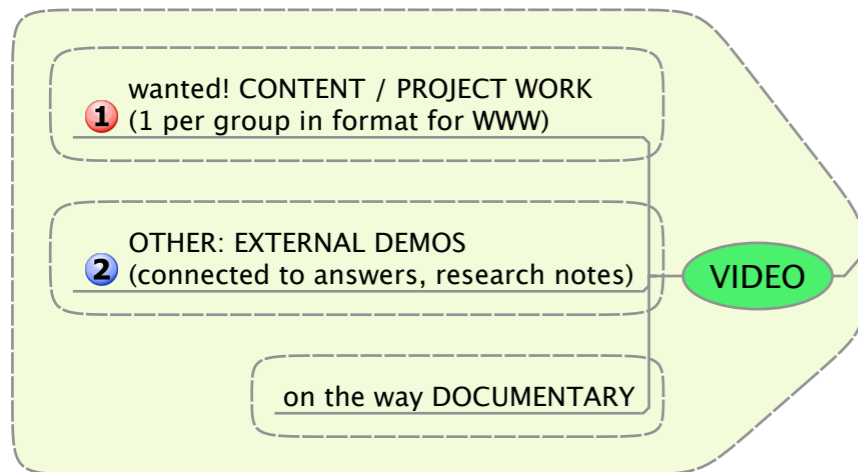 wanted! CONTENT / PROJECT WORK
1 (1 per group in format for WWW)
OTHER: EXTERNAL DEMOS
2 (connected to answers, research notes)
VIDEO
on the way DOCUMENTARY